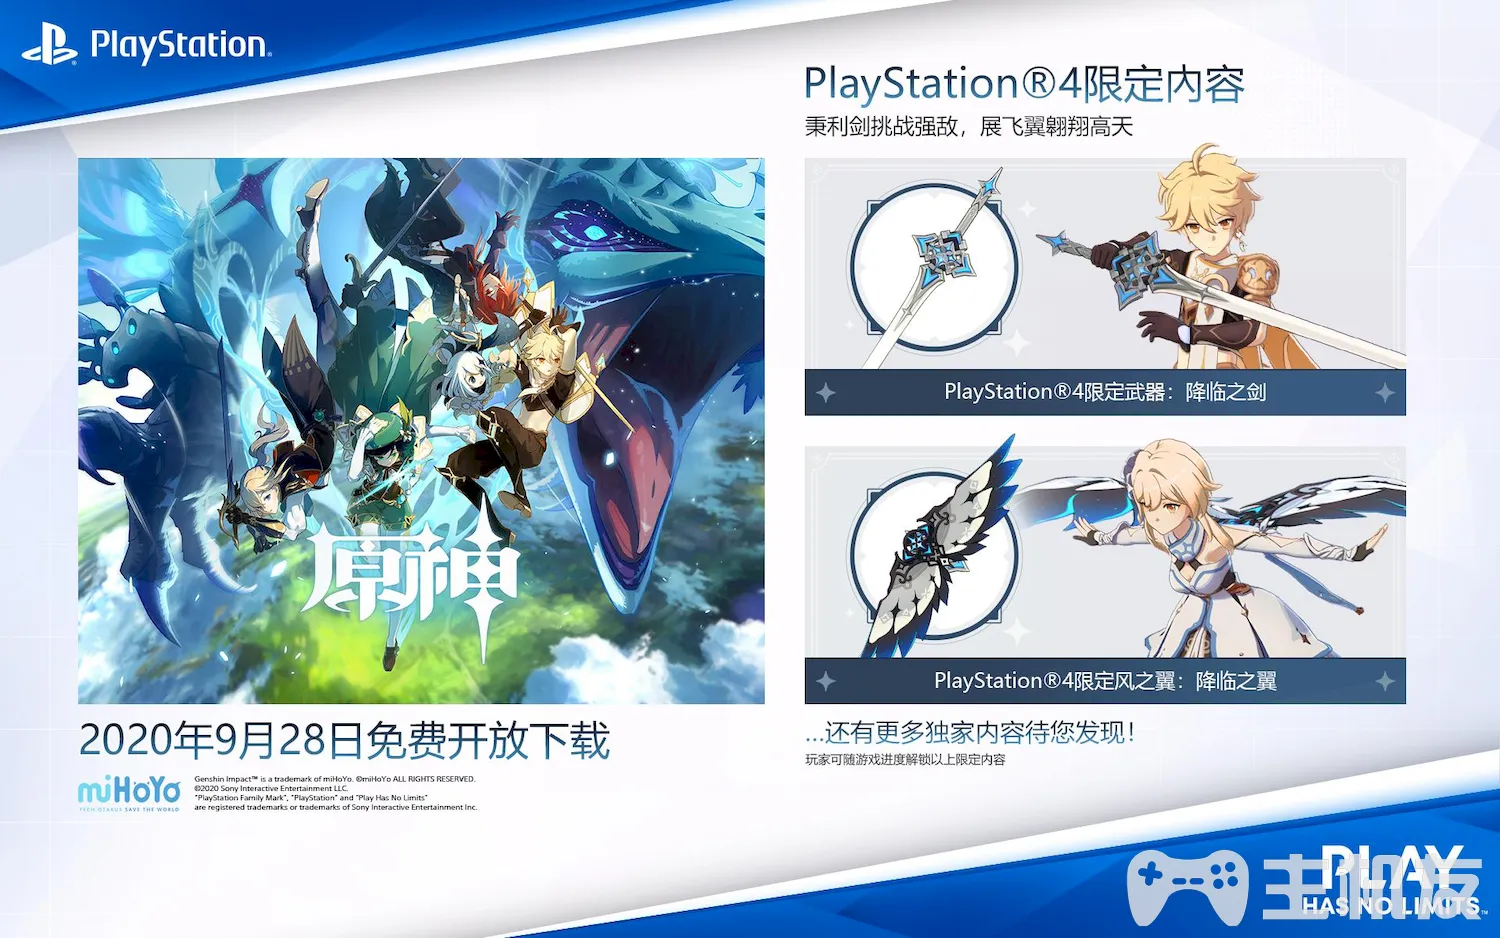 PlayStation®
PlayStation®4限定内容
秉利剑挑战强敌，展飞翼翱翔高天
PlayStation®4限定武器：降临之剑
原神
PlayStation®4限定风之翼：降临之翼
2020年9月28日免费开放下载
...还有更多独家内容待您发现！
玩家可随游戏进度解锁以上限定内容
miHoYo
TECH OTAKUS SAVE THE WORLD
Genshin Impact™ is a trademark of miHoYo. ©miHoYo ALL RIGHTS RESERVED.
©2020 Sony Interactive Entertainment LLC.
"PlayStation Family Mark", "PlayStation" and "Play Has No Limits"
are registered trademarks or trademarks of Sony Interactive Entertainment Inc.
PLAY
HAS NO LIMITS™
主机友